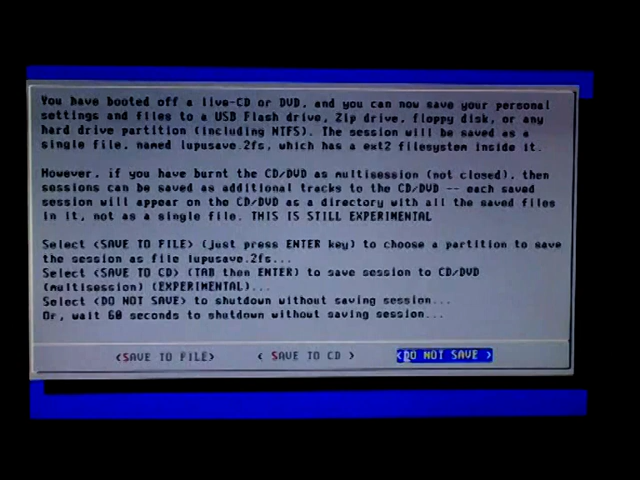 You have booted off a live-CD or DVD, and you can now save your personal
settings and files to a USB Flash drive, Zip drive, floppy disk, or any
hard drive partition (including NTFS). The session will be saved as a
single file, named lupusave.2fs, which has a ext2 filesystem inside it.
However, if you have burnt the CD/DVD as multisession (not closed), then
sessions can be saved as additional tracks to the CD/DVD -- each saved
session will appear on the CD/DVD as a directory with all the saved files
in it, not as a single file. THIS IS STILL EXPERIMENTAL
Select <SAVE TO FILE> (just press ENTER key) to choose a partition to save
the session as file lupusave.2fs...
Select <SAVE TO CD> (TAB then ENTER) to save session to CD/DVD
(multisession) (EXPERIMENTAL)...
Select <DO NOT SAVE> to shutdown without saving session...
Or, wait 60 seconds to shutdown without saving session...
<SAVE TO FILE> < SAVE TO CD > <DO NOT SAVE >